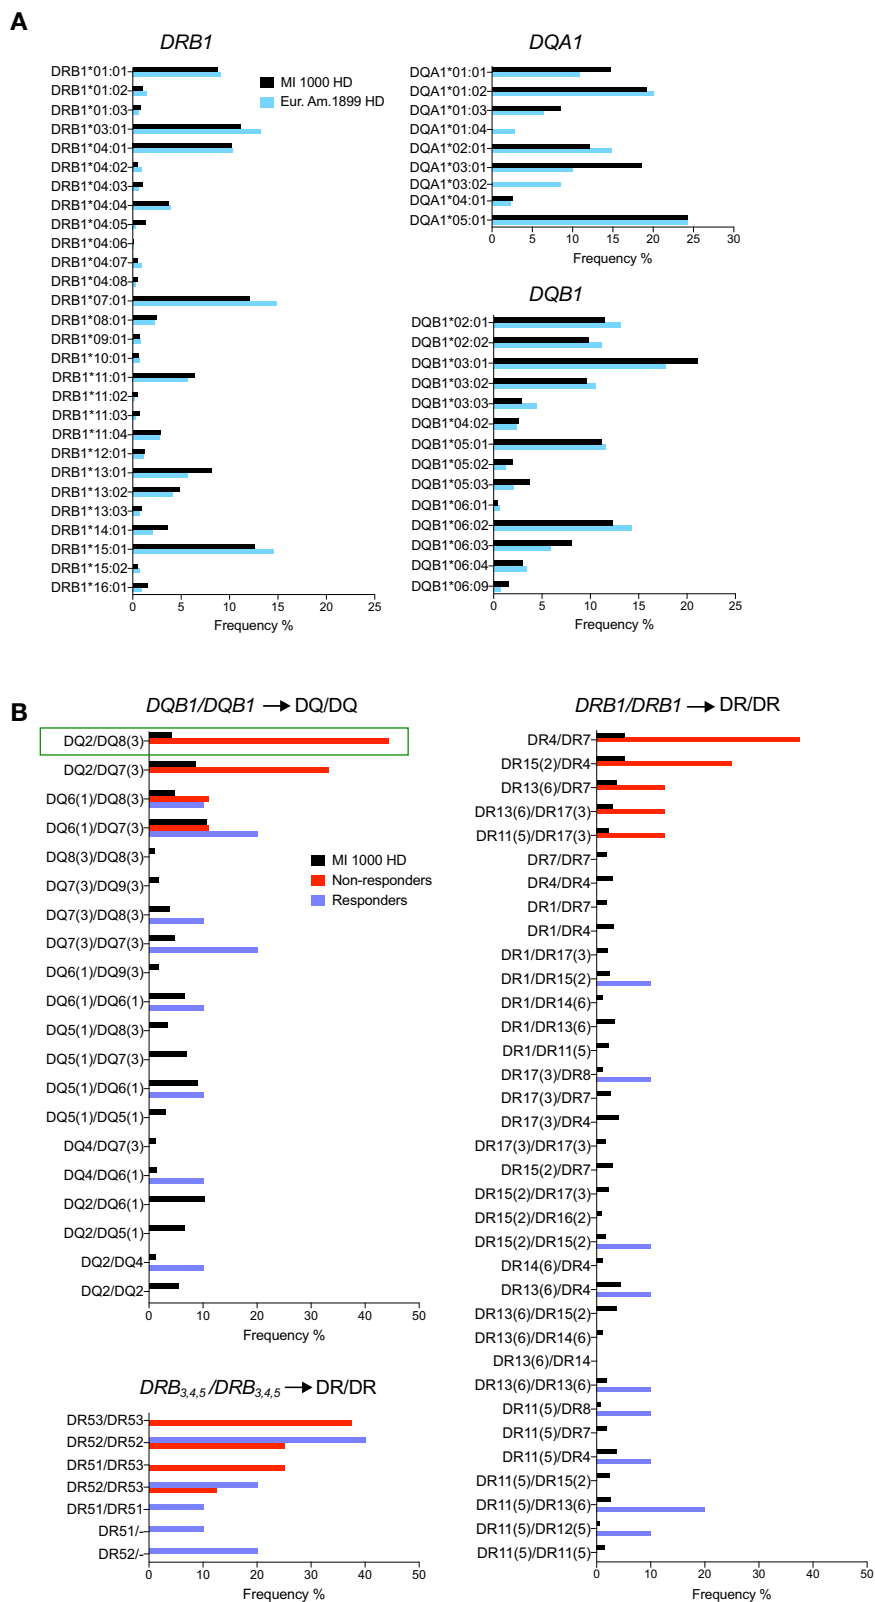 A
DRB1
DRB1*01:01
DRB1*01:02
DRB1*01:03
DRB1*03:01
DRB1*04:01
DRB1*04:02
DRB1*04:03
DRB1*04:04
DRB1*04:05
DRB1*04:06
DRB1*04:07
DRB1*04:08
DRB1*07:01
DRB1*08:01
DRB1*09:01
DRB1*10:01
DRB1*11:01
DRB1*11:02
DRB1*11:03
DRB1*11:04
DRB1*12:01
DRB1*13:01
DRB1*13:02
DRB1*13:03
DRB1*14:01
DRB1*15:01
DRB1*15:02
DRB1*16:01
0 5 10 15 20 25
Frequency %
MI 1000 HD
Eur. Am.1899 HD
DQA1
DQA1*01:01
DQA1*01:02
DQA1*01:03
DQA1*01:04
DQA1*02:01
DQA1*03:01
DQA1*03:02
DQA1*04:01
DQA1*05:01
0 5 10 15 20 25 30
Frequency %
DQB1
DQB1*02:01
DQB1*02:02
DQB1*03:01
DQB1*03:02
DQB1*03:03
DQB1*04:02
DQB1*05:01
DQB1*05:02
DQB1*05:03
DQB1*06:01
DQB1*06:02
DQB1*06:03
DQB1*06:04
DQB1*06:09
0 5 10 15 20 25
Frequency %
B
DQB1/DQB1 → DQ/DQ
DQ2/DQ8(3)
DQ2/DQ7(3)
DQ6(1)/DQ8(3)
DQ6(1)/DQ7(3)
DQ8(3)/DQ8(3)
DQ7(3)/DQ9(3)
DQ7(3)/DQ8(3)
DQ7(3)/DQ7(3)
DQ6(1)/DQ9(3)
DQ6(1)/DQ6(1)
DQ5(1)/DQ8(3)
DQ5(1)/DQ7(3)
DQ5(1)/DQ6(1)
DQ5(1)/DQ5(1)
DQ4/DQ7(3)
DQ4/DQ6(1)
DQ2/DQ6(1)
DQ2/DQ5(1)
DQ2/DQ4
DQ2/DQ2
0 10 20 30 40 50
Frequency %
MI 1000 HD
Non-responders
Responders
DRB3,4,5/DRB3,4,5 → DR/DR
DR53/DR53
DR52/DR52
DR51/DR53
DR52/DR53
DR51/DR51
DR51/-
DR52/-
0 10 20 30 40 50
Frequency %
DRB1/DRB1 → DR/DR
DR4/DR7
DR15(2)/DR4
DR13(6)/DR7
DR13(6)/DR17(3)
DR11(5)/DR17(3)
DR7/DR7
DR4/DR4
DR1/DR7
DR1/DR4
DR1/DR17(3)
DR1/DR15(2)
DR1/DR14(6)
DR1/DR13(6)
DR1/DR11(5)
DR17(3)/DR8
DR17(3)/DR7
DR17(3)/DR4
DR17(3)/DR17(3)
DR15(2)/DR7
DR15(2)/DR17(3)
DR15(2)/DR16(2)
DR15(2)/DR15(2)
DR14(6)/DR4
DR13(6)/DR4
DR13(6)/DR15(2)
DR13(6)/DR14(6)
DR13(6)/DR14
DR13(6)/DR13(6)
DR11(5)/DR8
DR11(5)/DR7
DR11(5)/DR4
DR11(5)/DR15(2)
DR11(5)/DR13(6)
DR11(5)/DR12(5)
DR11(5)/DR11(5)
0 10 20 30 40 50
Frequency %